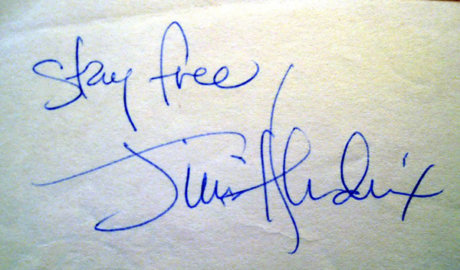 Stay free
Jimi Hendrix